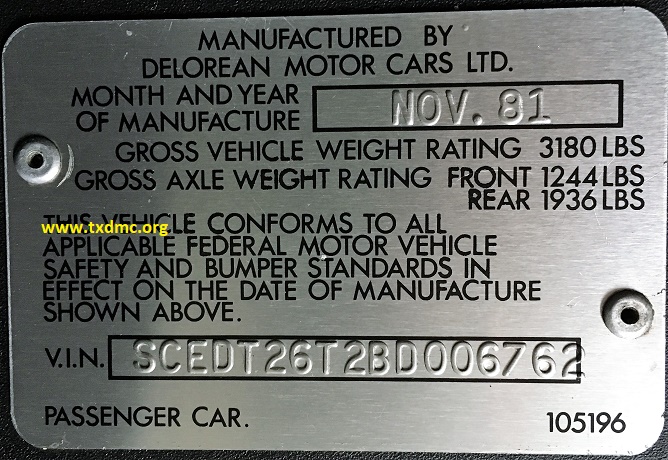 MANUFACTURED BY
DELOREAN MOTOR CARS LTD.
MONTH AND YEAR
OF MANUFACTURE NOV. 81
GROSS VEHICLE WEIGHT RATING 3180 LBS
GROSS AXLE WEIGHT RATING FRONT 1244 LBS
REAR 1936 LBS
THIS VEHICLE CONFORMS TO ALL
www.txdmc.org
APPLICABLE FEDERAL MOTOR VEHICLE
SAFETY AND BUMPER STANDARDS IN
EFFECT ON THE DATE OF MANUFACTURE
SHOWN ABOVE.
V.I.N. SCEDT26T2BD006762
PASSENGER CAR. 105196